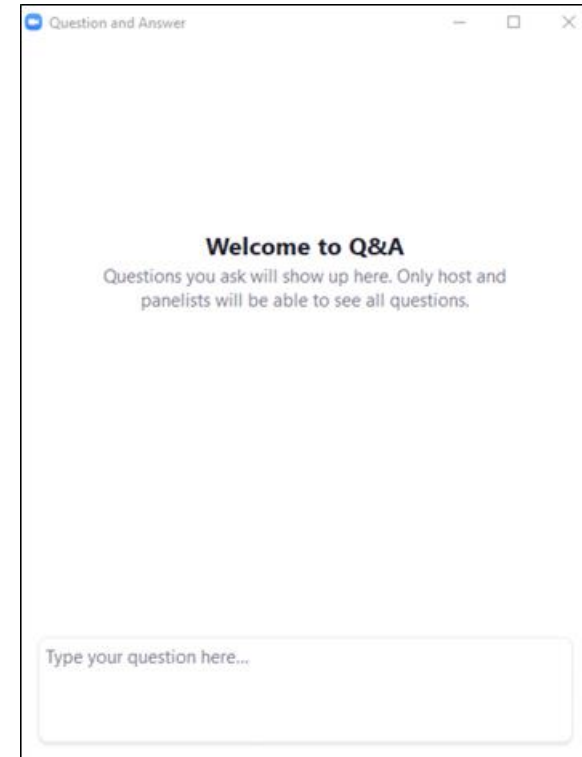 Question and Answer
Welcome to Q&A
Questions you ask will show up here. Only host and
panelists will be able to see all questions.
Type your question here...